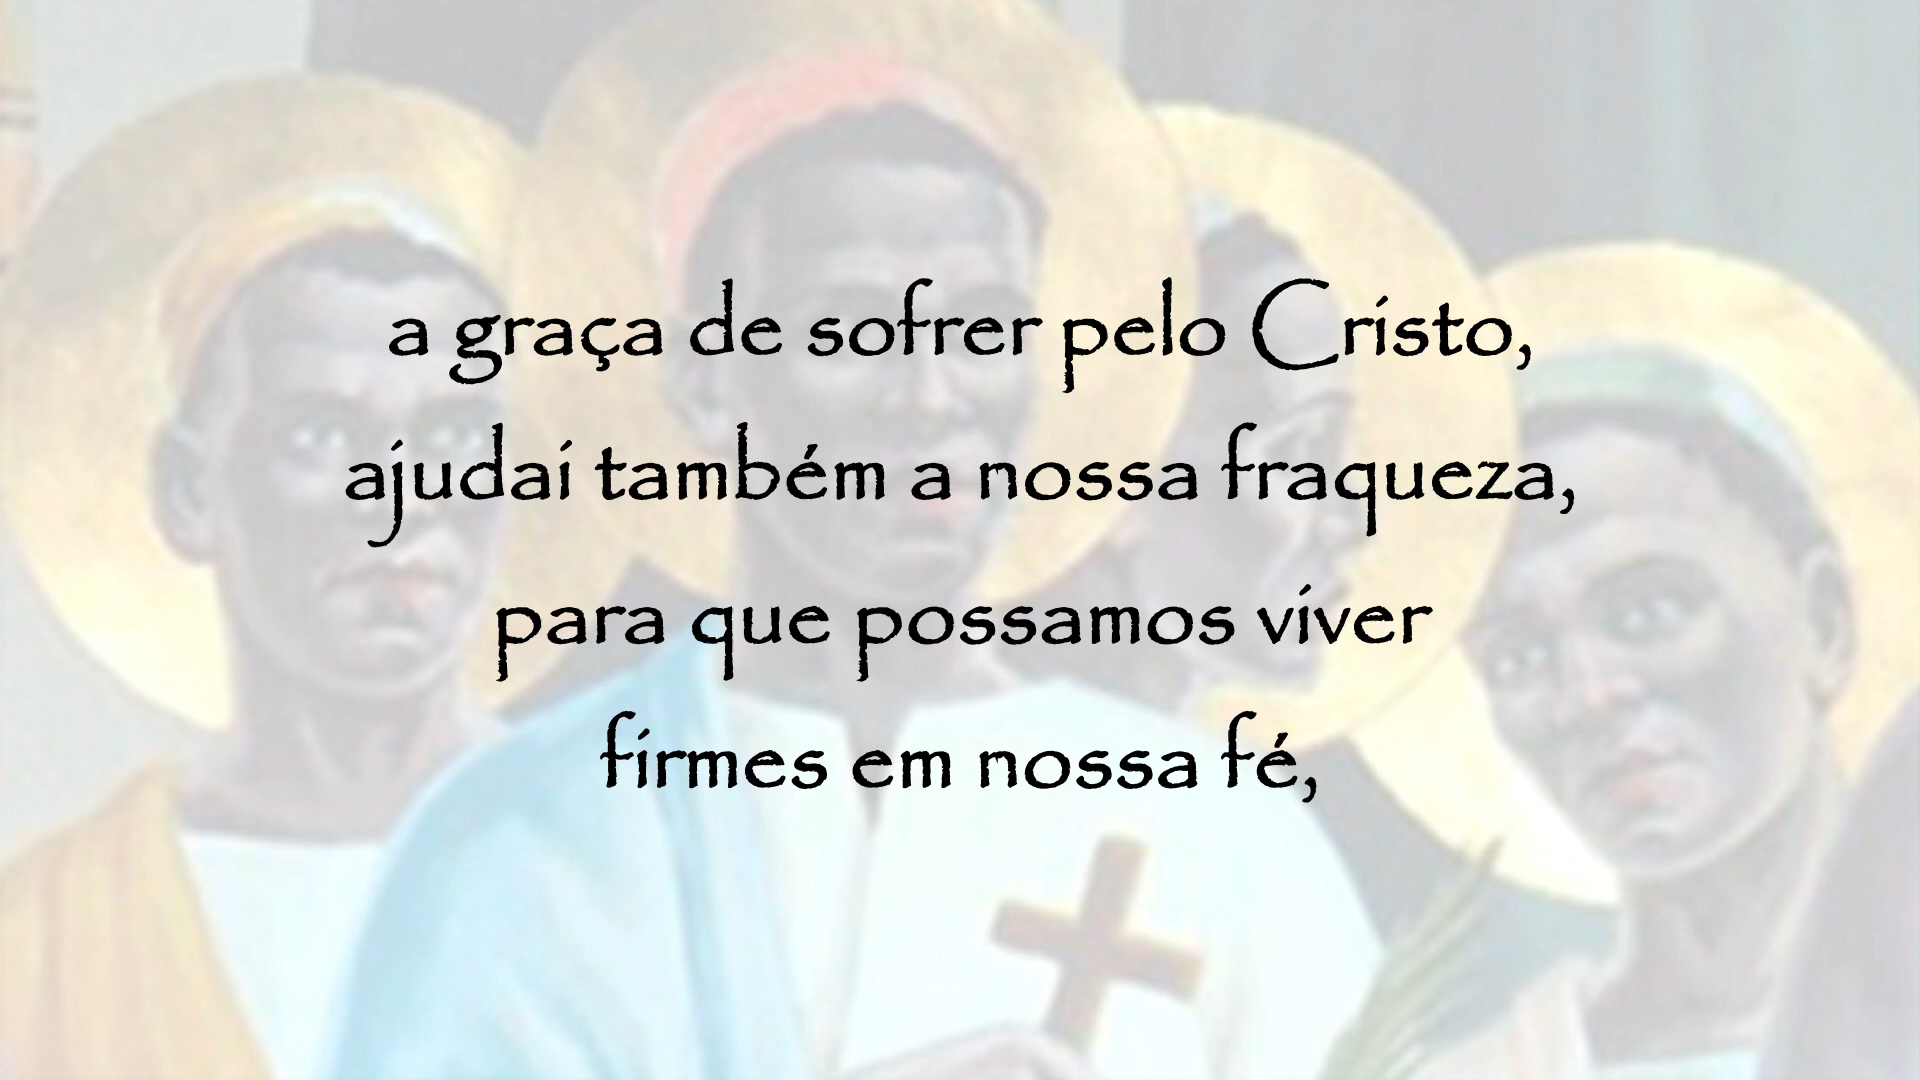 a graça de sofrer pelo Cristo,
ajudai também a nossa fraqueza,
para que possamos viver
firmes em nossa fé,